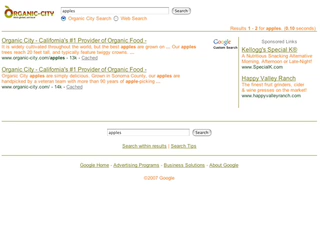 ORGANIC-CITY
apples
Search
Organic City Search
Web Search
Results 1 - 2 for apples. (0.10 seconds)
Organic City - California's #1 Provider of Organic Food -
It is widely cultivated throughout the world, but the best apples are grown on ... Our apples
trees reach 20 feet tall, and typically feature twiggy crowns. ...
www.organic-city.com/apples - 13k - Cached
Organic City - California's #1 Provider of Organic Food -
Organic City apples are simply delicious. Grown in Sonoma County, our apples are
handpicked by a veteran team with more than 90 years of apple picking ...
www.organic-city.com/ - 14k - Cached
Google
Custom Search
Sponsored Links
Kellogg's Special K®
A Nutritious Snacking Alternative
Morning, Afternoon or Late Night!!
www.SpecialK.com
Happy Valley Ranch
The finest fruit grinders, cider
& wine presses on the market!
www.happyvalleyranch.com
apples
Search
Search within results | Search Tips
Google Home - Advertising Programs - Business Solutions - About Google
©2007 Google